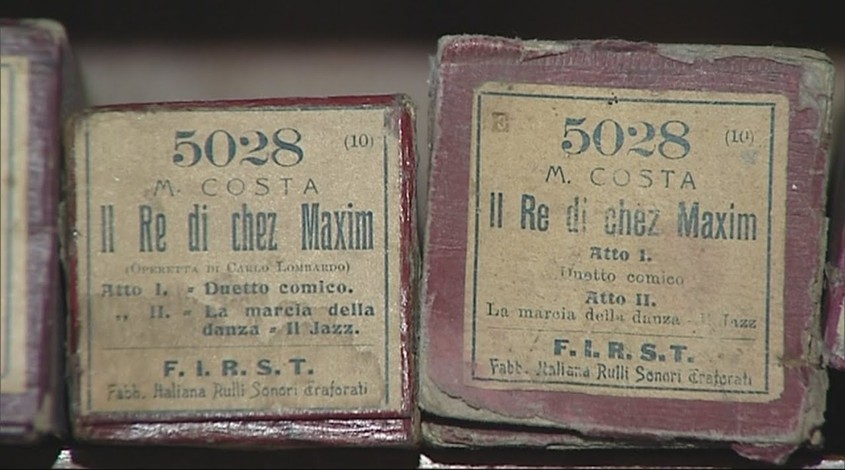 5028 (10)
M. COSTA
Il Re di chez Maxim
(OPERETTA DI CARLO LOMBARDO)
Atto I. - Duetto comico.
„ II. - La marcia della
danza - Il Jazz.
F. I. R. S. T.
Fabb. Italiana Rulli Sonori Traforati
5028 (10)
M. COSTA
Il Re di chez Maxim
Atto I.
Duetto comico
Atto II.
La marcia della danza - Il Jazz
F. I. R. S. T.
Fabb. Italiana Rulli Sonori Traforati